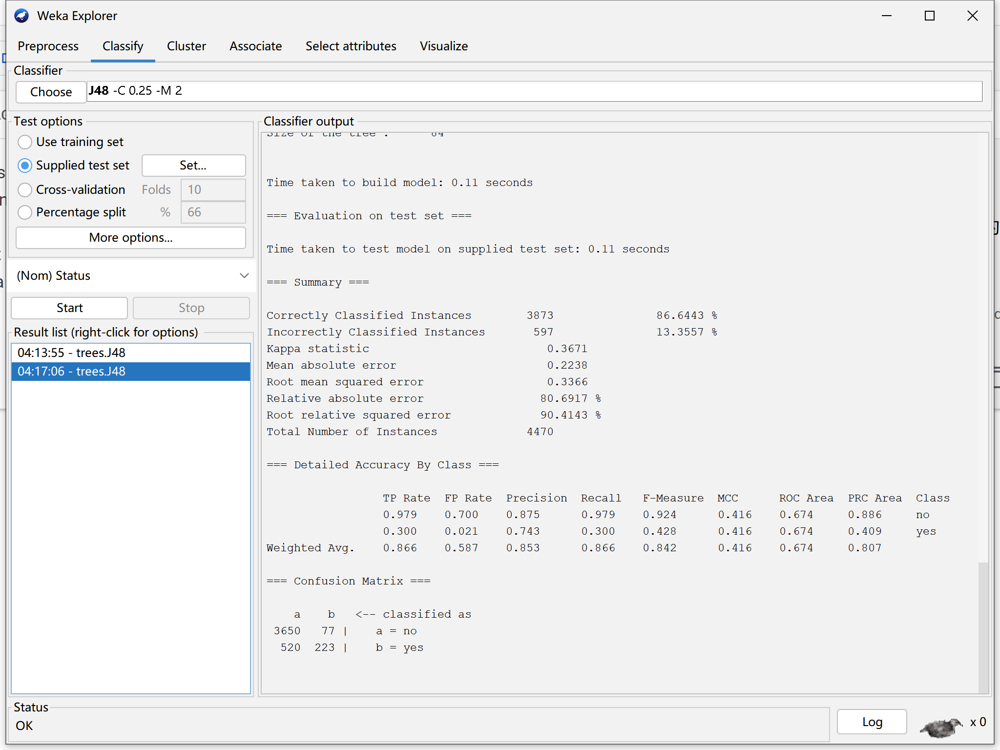 Weka Explorer
Preprocess Classify Cluster Associate Select attributes Visualize
Classifier
Choose J48 -C 0.25 -M 2
Test options
Use training set
Supplied test set Set...
Cross-validation Folds 10
Percentage split % 66
More options...
(Nom) Status
Start Stop
Result list (right-click for options)
04:13:55 - trees.J48
04:17:06 - trees.J48
Classifier output
Size of the tree : 84
Time taken to build model: 0.11 seconds
=== Evaluation on test set ===
Time taken to test model on supplied test set: 0.11 seconds
=== Summary ===
Correctly Classified Instances 3873 86.6443 %
Incorrectly Classified Instances 597 13.3557 %
Kappa statistic 0.3671
Mean absolute error 0.2238
Root mean squared error 0.3366
Relative absolute error 80.6917 %
Root relative squared error 90.4143 %
Total Number of Instances 4470
=== Detailed Accuracy By Class ===
TP Rate FP Rate Precision Recall F-Measure MCC ROC Area PRC Area Class
0.979 0.700 0.875 0.979 0.924 0.416 0.674 0.886 no
0.300 0.021 0.743 0.300 0.428 0.416 0.674 0.409 yes
Weighted Avg. 0.866 0.587 0.853 0.866 0.842 0.416 0.674 0.807
=== Confusion Matrix ===
a b <-- classified as
3650 77 | a = no
520 223 | b = yes
Status
OK
Log
x 0